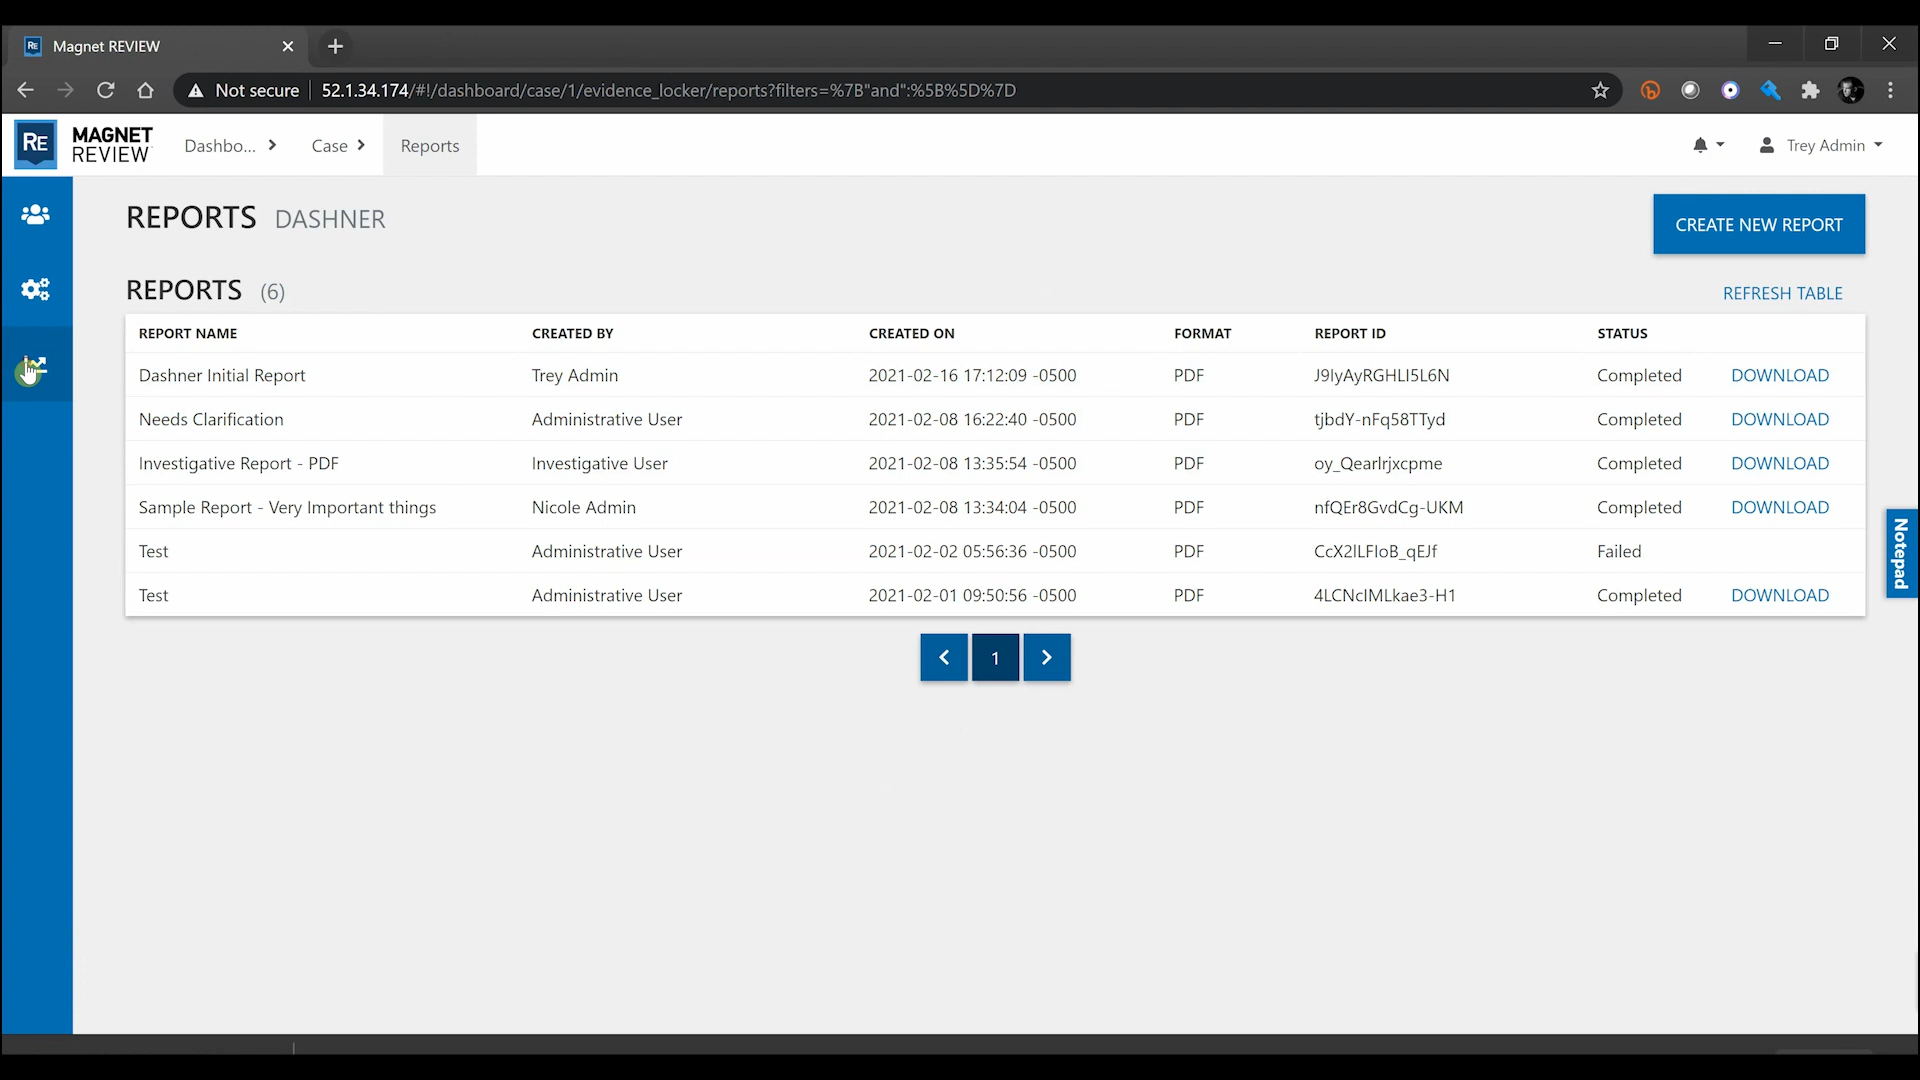 RE Magnet REVIEW
Not secure 52.1.34.174/#!/dashboard/case/1/evidence_locker/reports?filters=%7B"and":%5B%5D%7D
RE MAGNET REVIEW Dashbo... Case Reports Trey Admin
REPORTS DASHNER
CREATE NEW REPORT
REPORTS (6)
REFRESH TABLE
REPORT NAME CREATED BY CREATED ON FORMAT REPORT ID STATUS
Dashner Initial Report Trey Admin 2021-02-16 17:12:09 -0500 PDF J9IyAyRGHLI5L6N Completed DOWNLOAD
Needs Clarification Administrative User 2021-02-08 16:22:40 -0500 PDF tjbdY-nFq58TTyd Completed DOWNLOAD
Investigative Report - PDF Investigative User 2021-02-08 13:35:54 -0500 PDF oy_Qearlrjxcpme Completed DOWNLOAD
Sample Report - Very Important things Nicole Admin 2021-02-08 13:34:04 -0500 PDF nfQEr8GvdCg-UKM Completed DOWNLOAD
Test Administrative User 2021-02-02 05:56:36 -0500 PDF CcX2lLFIoB_qEJf Failed
Test Administrative User 2021-02-01 09:50:56 -0500 PDF 4LCNcIMLkae3-H1 Completed DOWNLOAD
Notepad
1